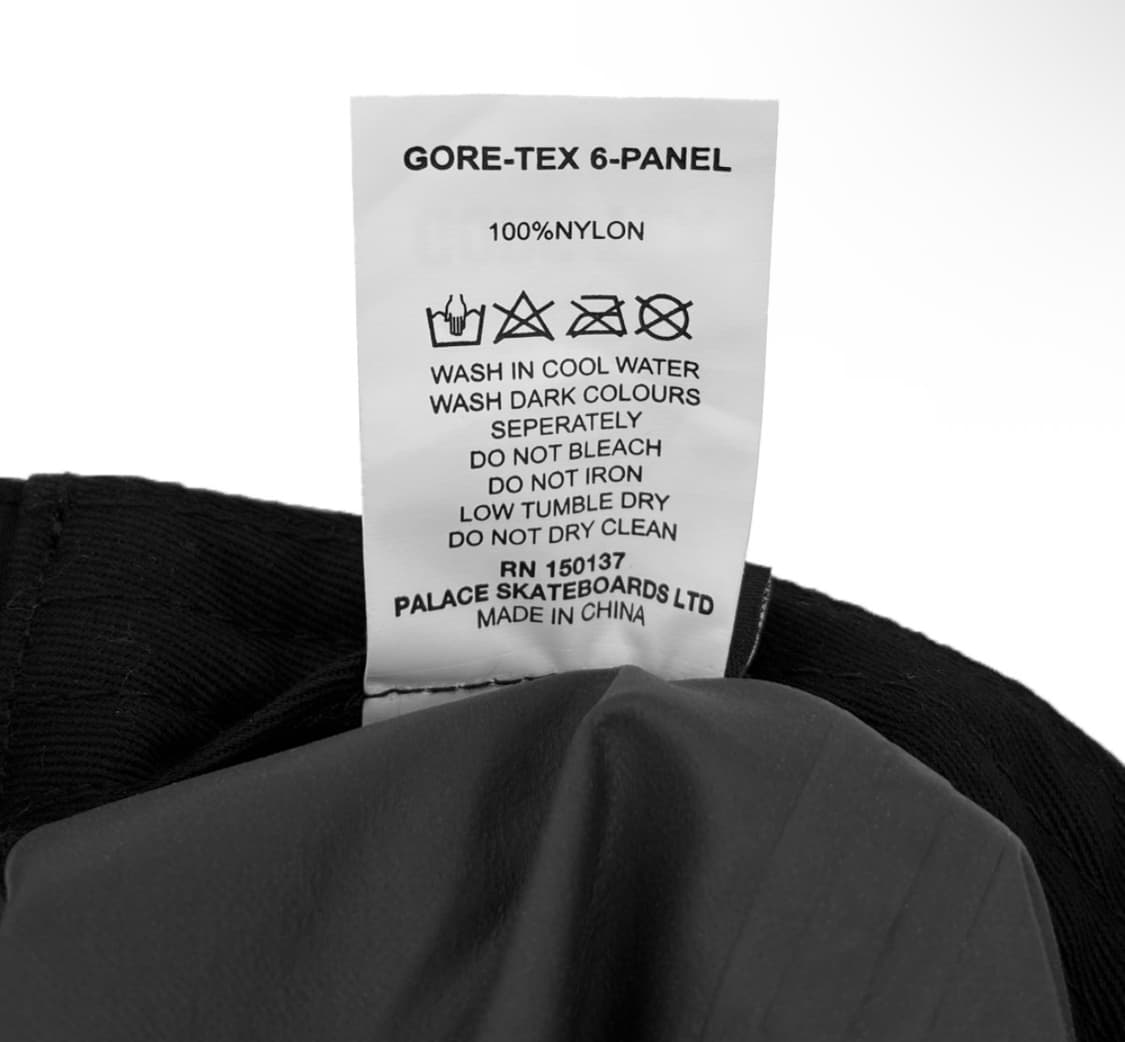 GORE-TEX 6-PANEL
100%NYLON
WASH IN COOL WATER
WASH DARK COLOURS
SEPERATELY
DO NOT BLEACH
DO NOT IRON
LOW TUMBLE DRY
DO NOT DRY CLEAN
RN 150137
PALACE SKATEBOARDS LTD
MADE IN CHINA